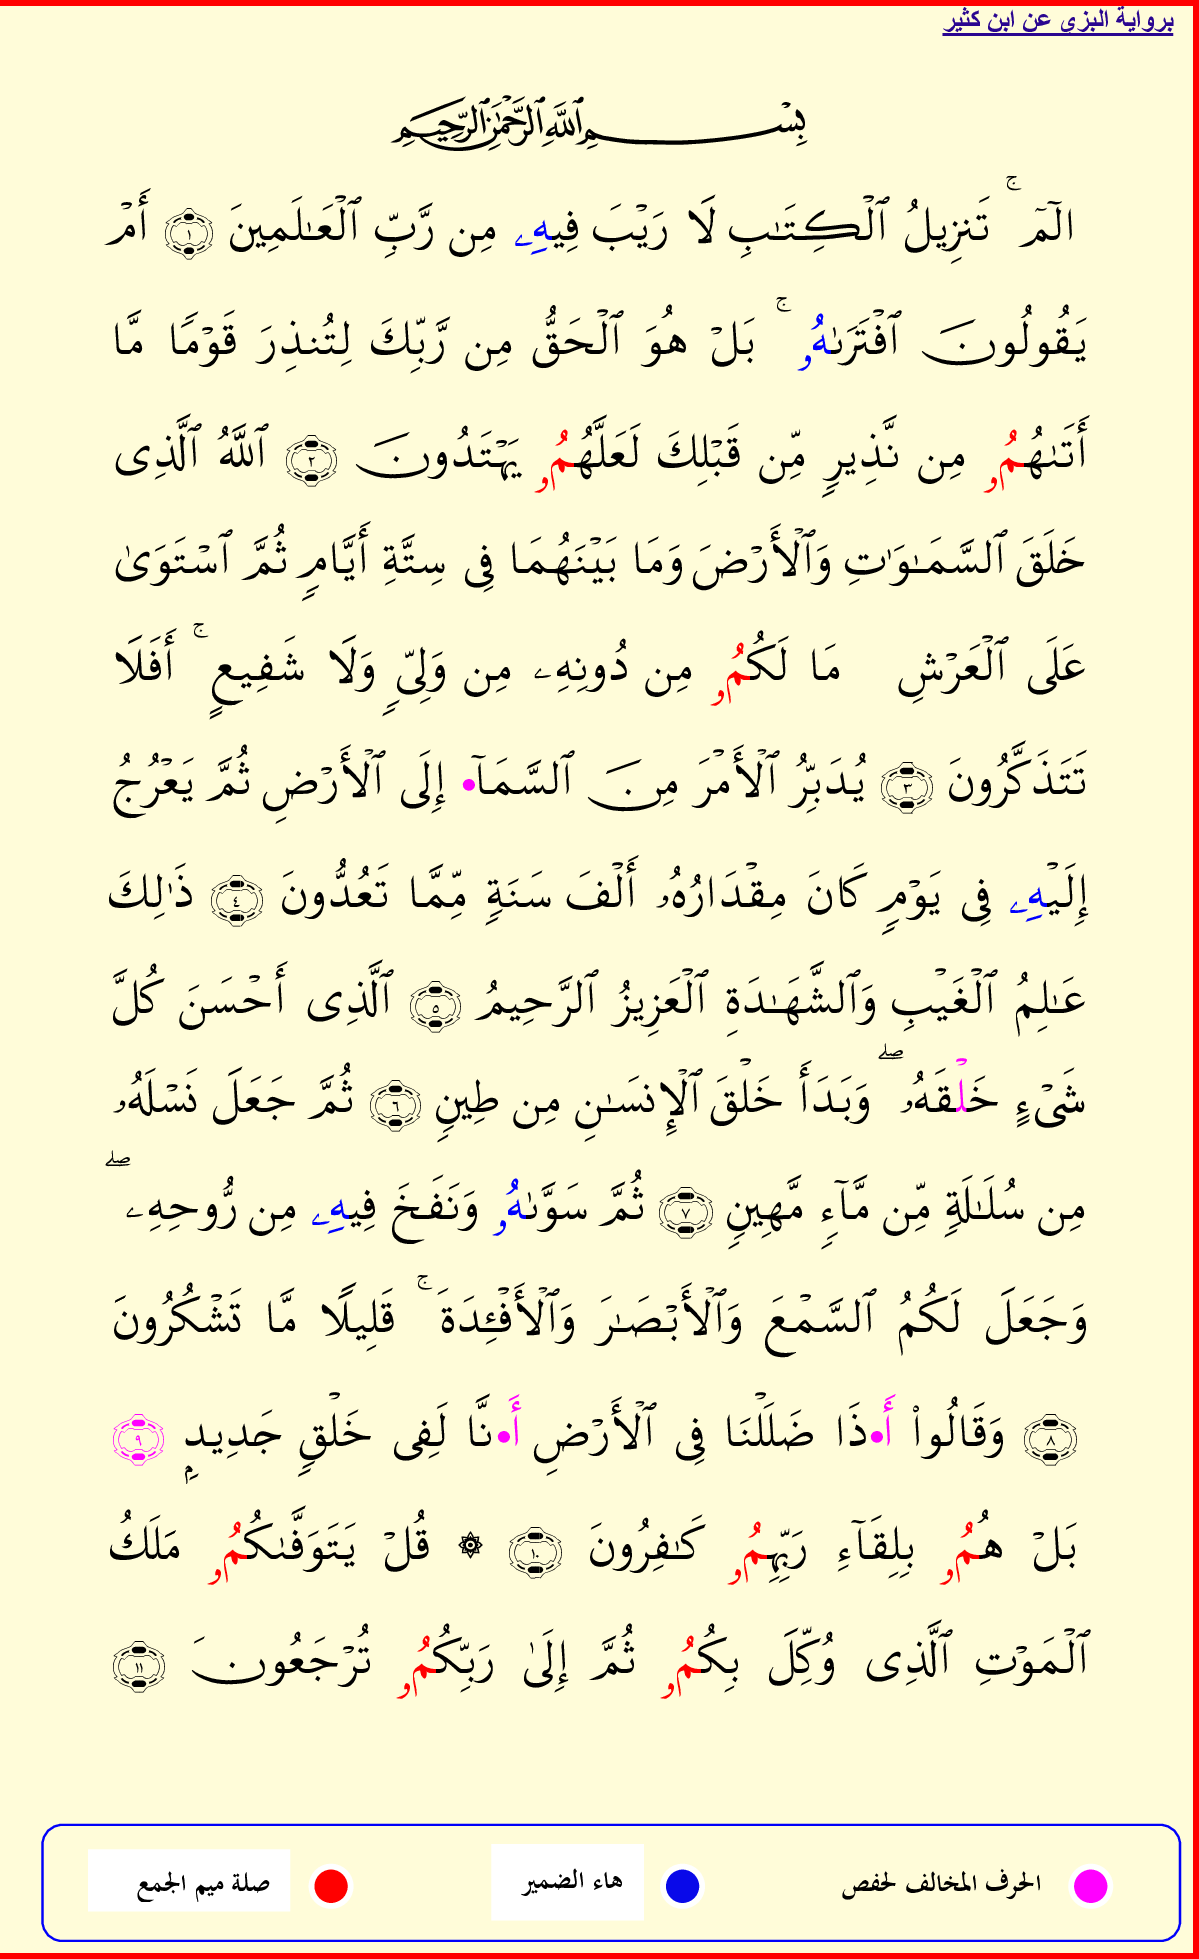 برواية البزي عن ابن كثير
بِسْمِ ٱللَّهِ ٱلرَّحْمَٰنِ ٱلرَّحِيمِ
الٓمٓ ۚ تَنزِيلُ ٱلْكِتَـٰبِ لَا رَيْبَ فِيهِۦ مِن رَّبِّ ٱلْعَـٰلَمِينَ ١ أَمْ
يَقُولُونَ ٱفْتَرَىٰهُۥ ۚ بَلْ هُوَ ٱلْحَقُّ مِن رَّبِّكَ لِتُنذِرَ قَوْمًا مَّا
أَتَىٰهُمُۥ مِن نَّذِيرٍ مِّن قَبْلِكَ لَعَلَّهُمُۥ يَهْتَدُونَ ٢ ٱللَّهُ ٱلَّذِى
خَلَقَ ٱلسَّمَـٰوَٰتِ وَٱلْأَرْضَ وَمَا بَيْنَهُمَا فِى سِتَّةِ أَيَّامٍ ثُمَّ ٱسْتَوَىٰ
عَلَى ٱلْعَرْشِ مَا لَكُمُۥ مِن دُونِهِۦ مِن وَلِىٍّ وَلَا شَفِيعٍ ۚ أَفَلَا
تَتَذَكَّرُونَ ٣ يُدَبِّرُ ٱلْأَمْرَ مِنَ ٱلسَّمَآ• إِلَى ٱلْأَرْضِ ثُمَّ يَعْرُجُ
إِلَيْهِۦ فِى يَوْمٍ كَانَ مِقْدَارُهُۥ أَلْفَ سَنَةٍ مِّمَّا تَعُدُّونَ ٤ ذَٰلِكَ
عَـٰلِمُ ٱلْغَيْبِ وَٱلشَّهَـٰدَةِ ٱلْعَزِيزُ ٱلرَّحِيمُ ٥ ٱلَّذِى أَحْسَنَ كُلَّ
شَىْءٍ خَلْقَهُۥ ۖ وَبَدَأَ خَلْقَ ٱلْإِنسَـٰنِ مِن طِينٍ ٦ ثُمَّ جَعَلَ نَسْلَهُۥ
مِن سُلَـٰلَةٍ مِّن مَّآءٍ مَّهِينٍ ٧ ثُمَّ سَوَّىٰهُۥ وَنَفَخَ فِيهِۦ مِن رُّوحِهِۦ ۖ
وَجَعَلَ لَكُمُ ٱلسَّمْعَ وَٱلْأَبْصَـٰرَ وَٱلْأَفْـِٔدَةَ ۚ قَلِيلًا مَّا تَشْكُرُونَ
٨ وَقَالُوا۟ أَ•ذَا ضَلَلْنَا فِى ٱلْأَرْضِ أَ•نَّا لَفِى خَلْقٍ جَدِيدٍۭ ٩
بَلْ هُمُۥ بِلِقَآءِ رَبِّهِمُۥ كَـٰفِرُونَ ١٠ ۞ قُلْ يَتَوَفَّىٰكُمُۥ مَلَكُ
ٱلْمَوْتِ ٱلَّذِى وُكِّلَ بِكُمُۥ ثُمَّ إِلَىٰ رَبِّكُمُۥ تُرْجَعُونَ ١١
الحرف المخالف لحفص
هاء الضمير
صلة ميم الجمع